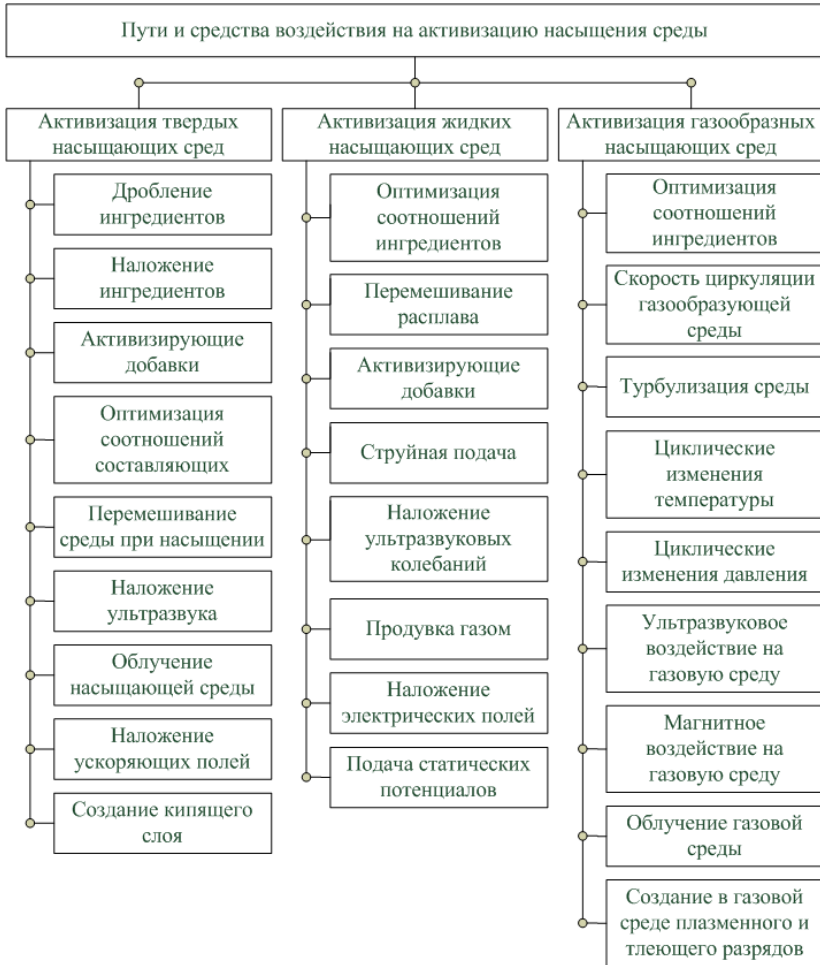 Пути и средства воздействия на активизацию насыщения среды
Активизация твердых
насыщающих сред
Дробление
ингредиентов
Наложение
ингредиентов
Активизирующие
добавки
Оптимизация
соотношений
составляющих
Перемешивание
среды при насыщении
Наложение
ультразвука
Облучение
насыщающей среды
Наложение
ускоряющих полей
Создание кипящего
слоя
Активизация жидких
насыщающих сред
Оптимизация
соотношений
ингредиентов
Перемешивание
расплава
Активизирующие
добавки
Струйная подача
Наложение
ультразвуковых
колебаний
Продувка газом
Наложение
электрических полей
Подача статических
потенциалов
Активизация газообразных
насыщающих сред
Оптимизация
соотношений
ингредиентов
Скорость циркуляции
газообразующей
среды
Турбулизация среды
Циклические
изменения
температуры
Циклические
изменения давления
Ультразвуковое
воздействие на
газовую среду
Магнитное
воздействие на
газовую среду
Облучение газовой
среды
Создание в газовой
среде плазменного и
тлеющего разрядов